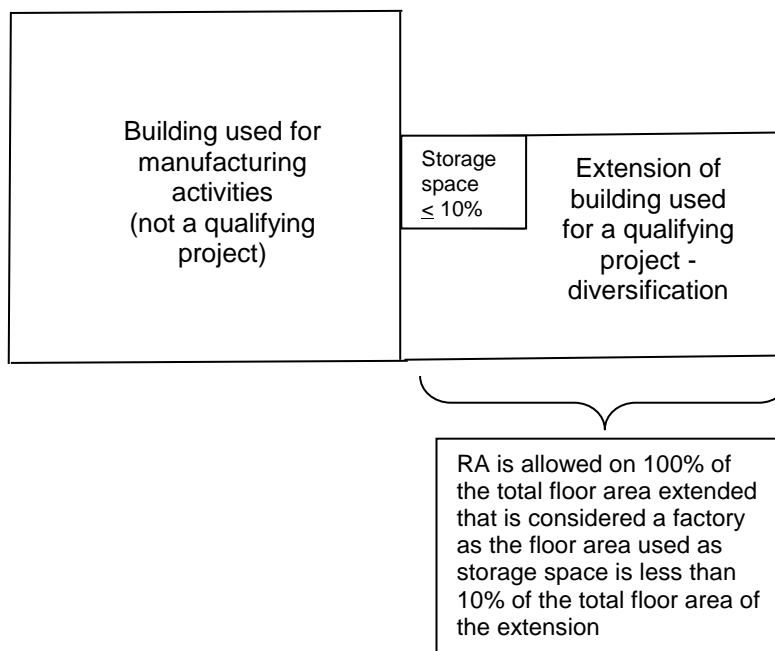 Building used for
manufacturing
activities
(not a qualifying
project)
Storage
space
≤ 10%
Extension of
building used
for a qualifying
project -
diversification
RA is allowed on 100% of
the total floor area extended
that is considered a factory
as the floor area used as
storage space is less than
10% of the total floor area of
the extension